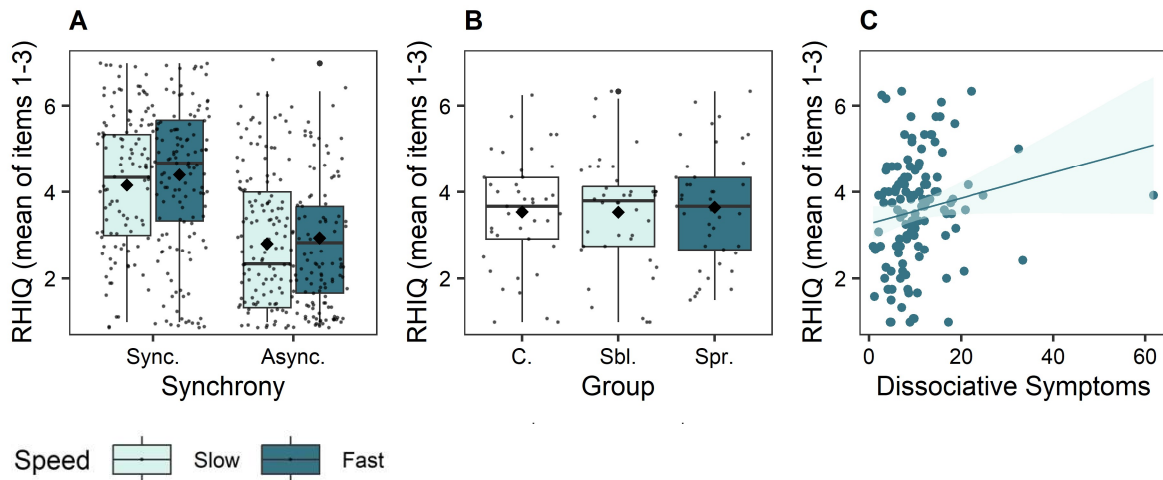 A
RHIQ (mean of items 1-3)
6
4
2
Sync.
Async.
Synchrony
B
RHIQ (mean of items 1-3)
6
4
2
C.
Sbl.
Spr.
Group
C
RHIQ (mean of items 1-3)
6
4
2
0
20
40
60
Dissociative Symptoms
Speed
Slow
Fast